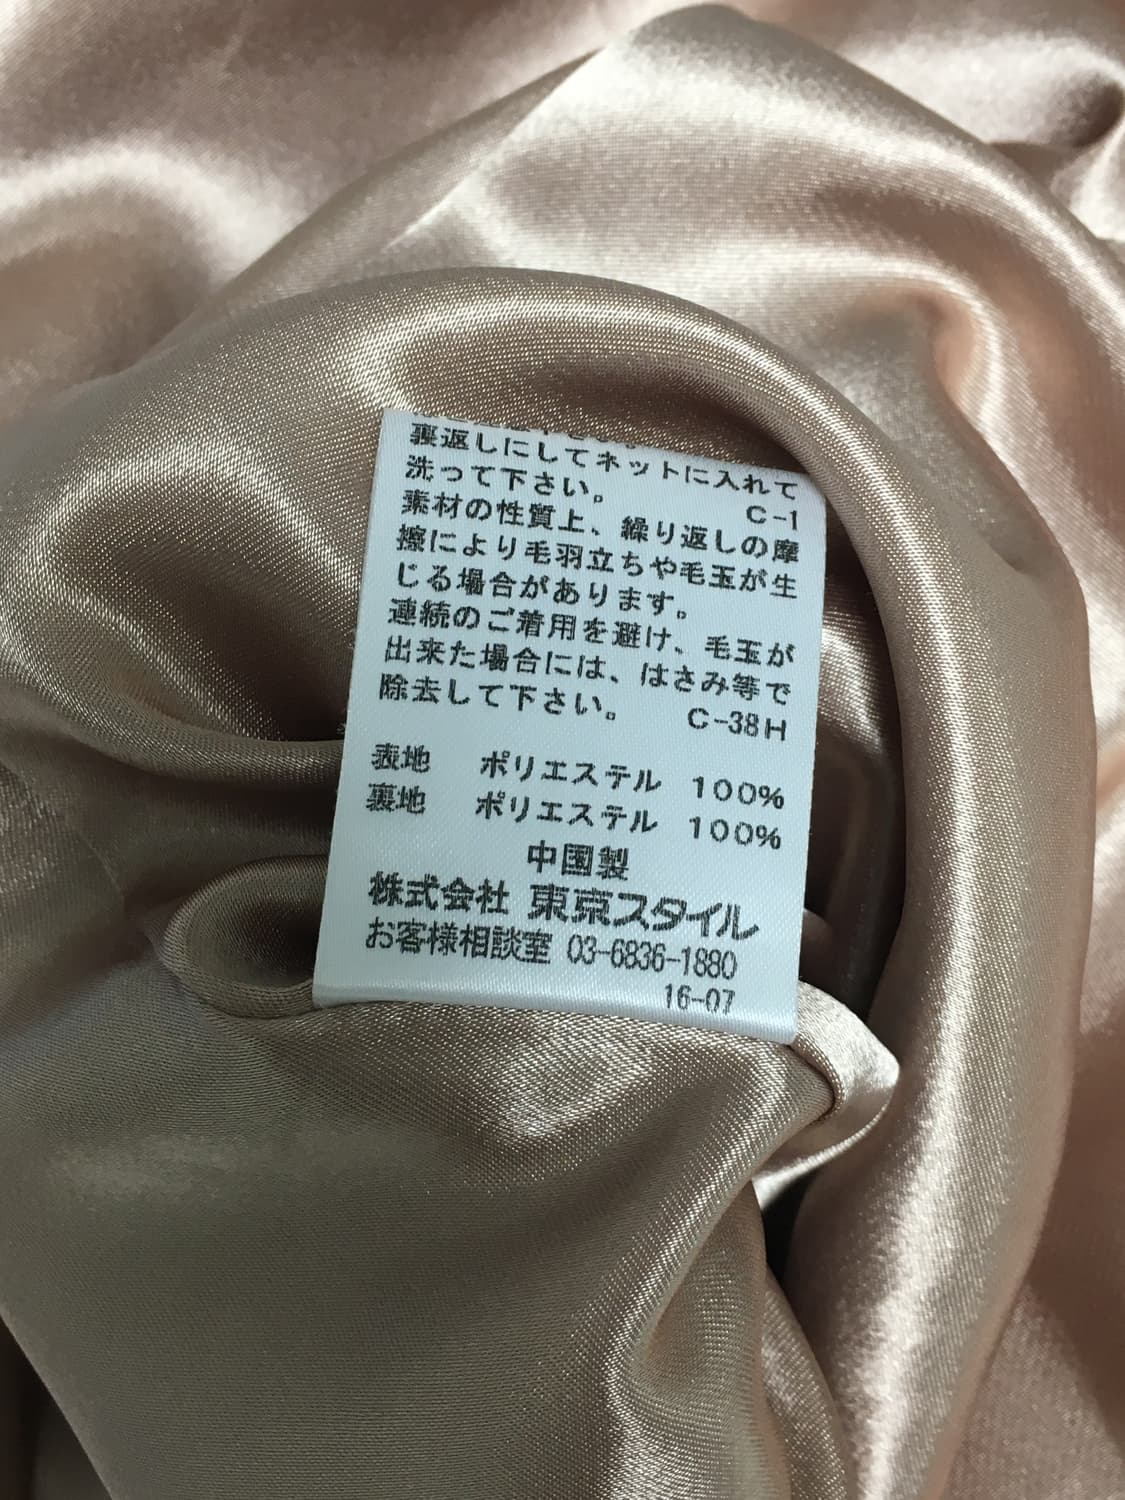 裏返しにしてネットに入れて
洗って下さい。
C-1
素材の性質上、繰り返しの摩
擦により毛羽立ちや毛玉が生
じる場合があります。
連続のご着用を避け、毛玉が
出来た場合には、はさみ等で
除去して下さい。 C-38H
表地 ポリエステル 100%
裏地 ポリエステル 100%
中国製
株式会社 東京スタイル
お客様相談室 03-6836-1880
16-07